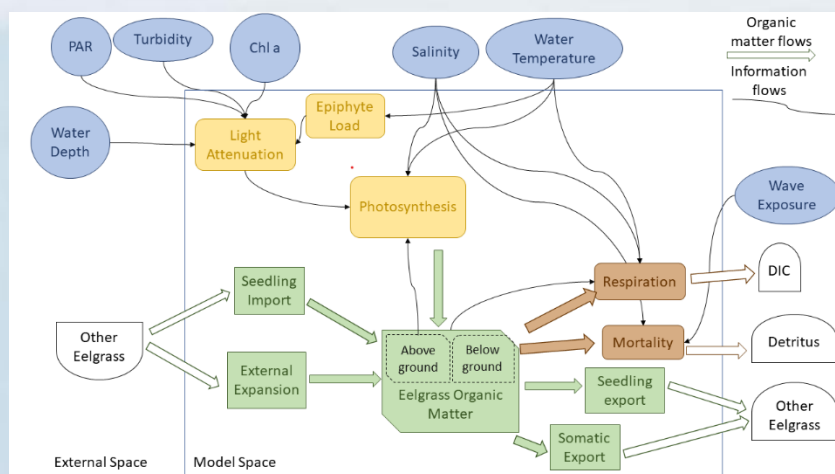 PAR
Turbidity
Chl a
Salinity
Water
Temperature
Organic
matter flows
Information
flows
Water
Depth
Light
Attenuation
Epiphyte
Load
Photosynthesis
Wave
Exposure
Seedling
Import
Respiration
DIC
Other
Eelgrass
External
Expansion
Above
ground
Below
ground
Eelgrass Organic
Matter
Mortality
Detritus
Seedling
export
Somatic
Export
Other
Eelgrass
External Space
Model Space